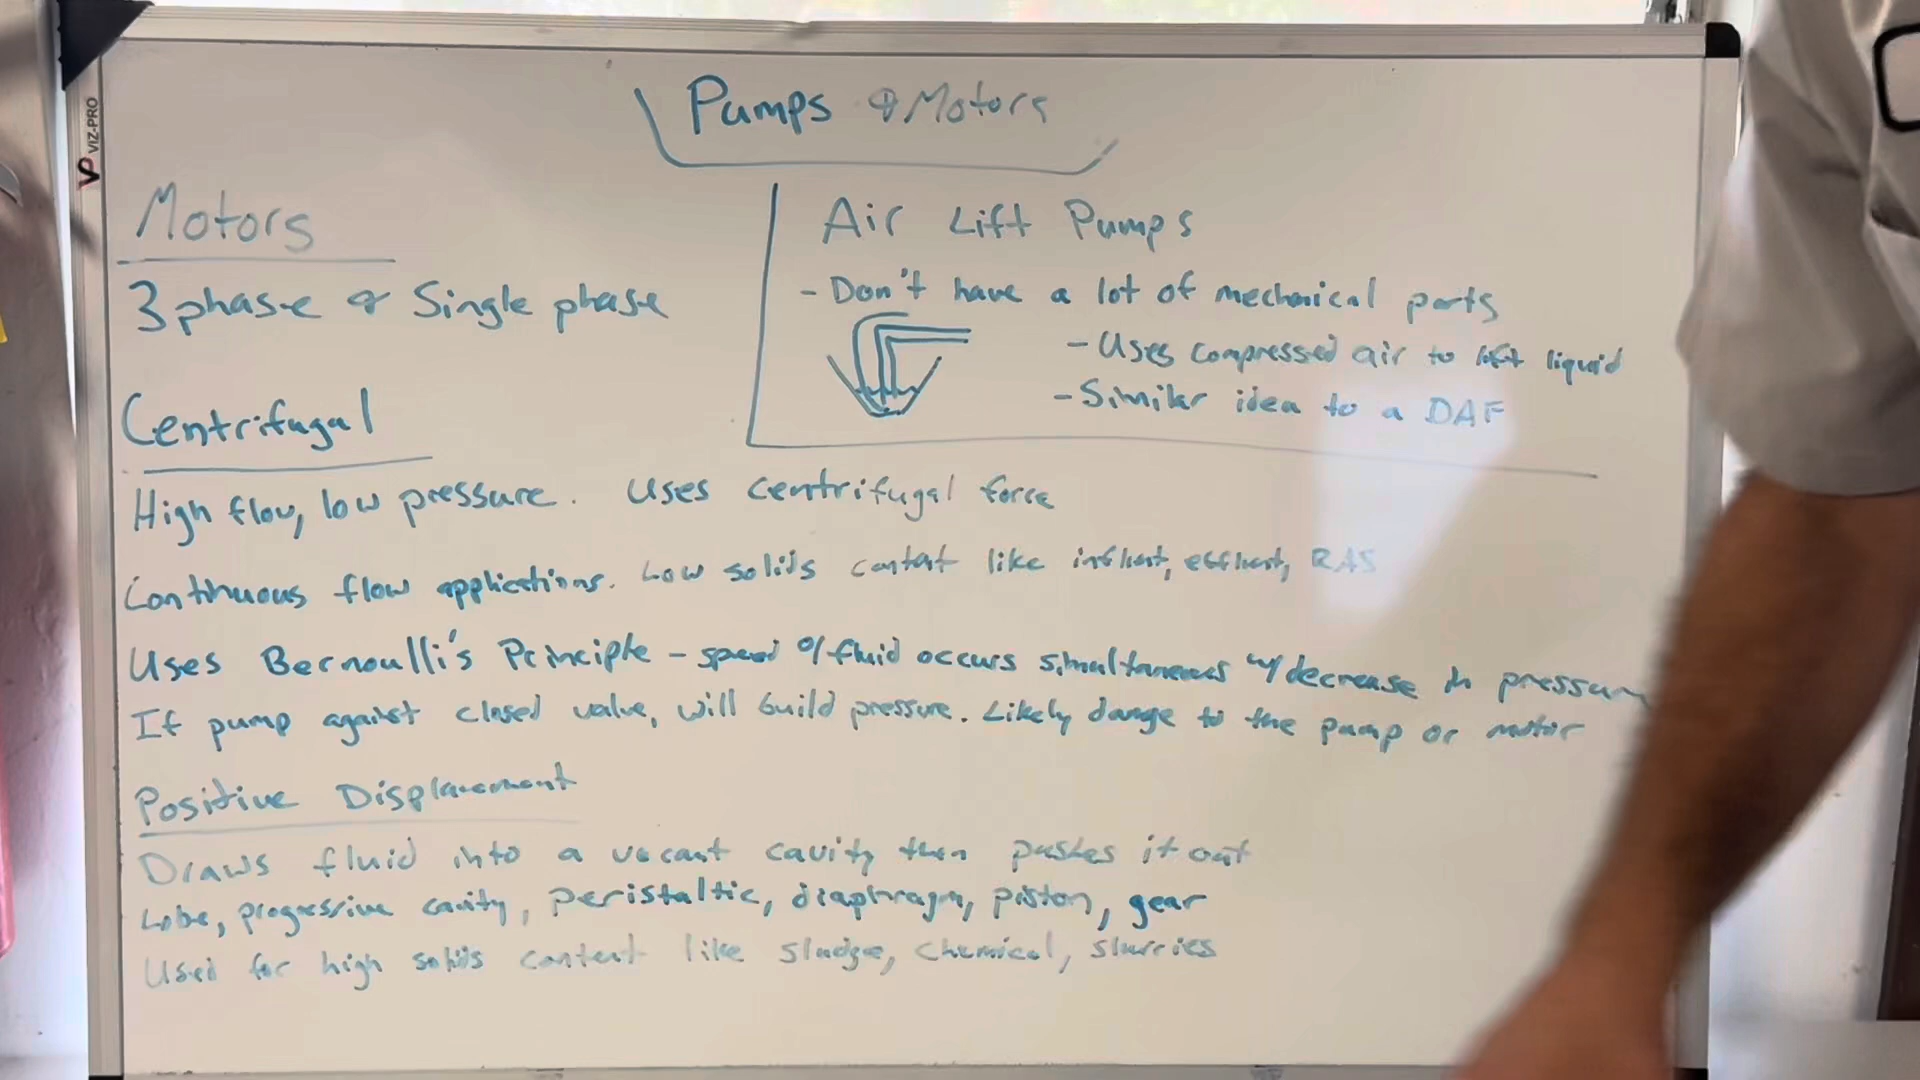 VIZ-PRO
Pumps & Motors
Motors
3 phase & Single phase
Air Lift Pumps
- Don't have a lot of mechanical parts
- Uses compressed air to lift liquid
- Similar idea to a DAF
Centrifugal
High flow, low pressure. Uses centrifugal force
Continuous flow applications. Low solids content like influent, effluent, RAS
Uses Bernoulli's Principle - speed of fluid occurs simultaneous w/ decrease in pressure
If pump against closed valve, will build pressure. Likely damge to the pump or motor
Positive Displacement
Draws fluid into a vacant cavity then pushes it out
Lobe, progressive cavity, peristaltic, diaphragm, piston, gear
Used for high solids content like sludge, chemical, slurries